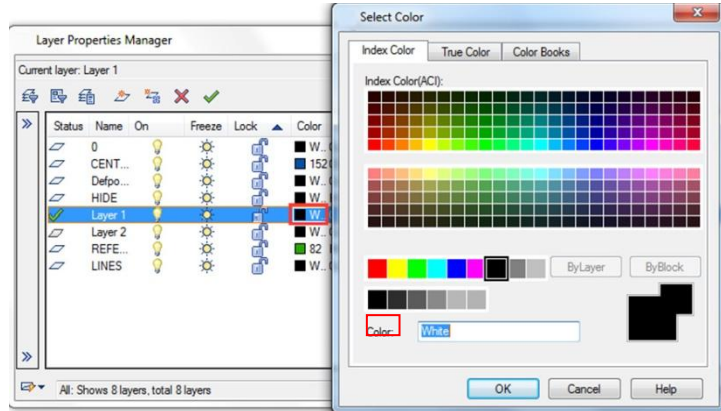 Layer Properties Manager
Current layer: Layer 1
Status Name On Freeze Lock Color
0 W..
CENT... 152
Defpo... W..
HIDE W..
Layer 1 W..
Layer 2 W..
REFE... 82
LINES W..
All: Shows 8 layers, total 8 layers
Select Color
Index Color True Color Color Books
Index Color(ACI):
ByLayer ByBlock
Color: White
OK Cancel Help